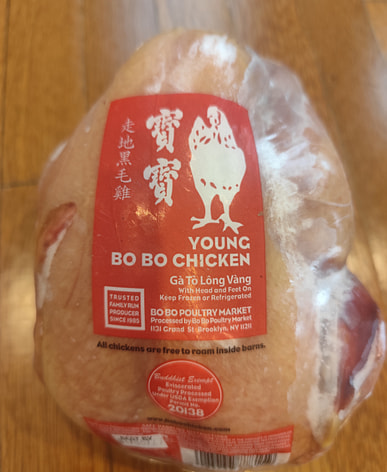 寶寶
走地黑毛雞
YOUNG
BO BO CHICKEN
Gà Tò Lông Vàng
With Head and Feet On
Keep Frozen or Refrigerated
TRUSTED
FAMILY RUN
PRODUCER
SINCE 1985
BO BO POULTRY MARKET
Processed by Bo Bo Poultry Market
1131 Grand St. Brooklyn, NY 11211
All chickens are free to roam inside barns.
Buddhist Exempt
Eviscerated
Poultry Processed
Under USDA Exemption
Permit No.
20138